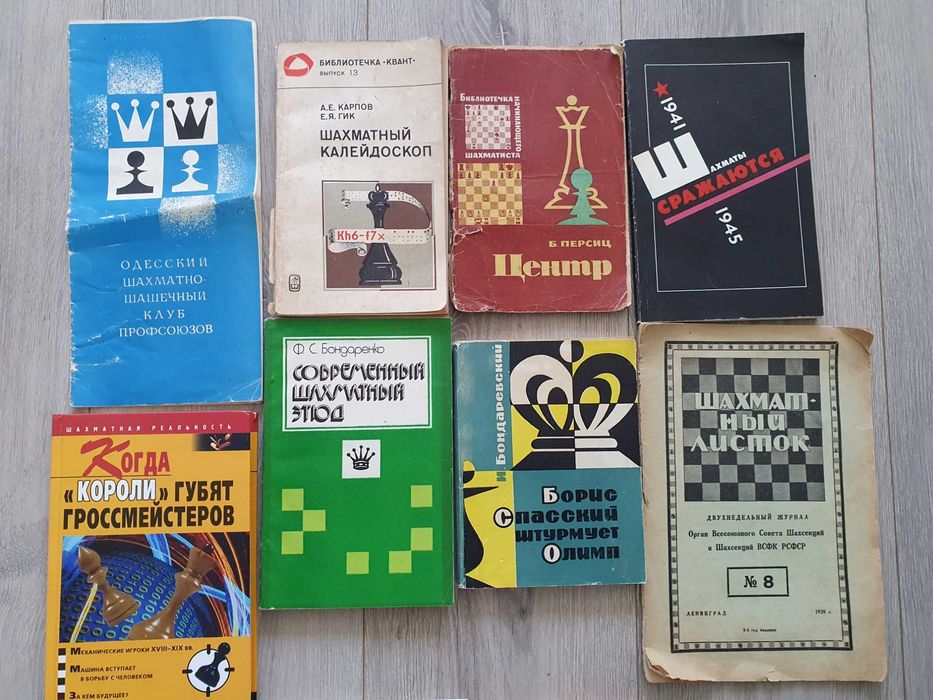 ОДЕССКИЙ
ШАХМАТНО-
ШАШЕЧНЫЙ
КЛУБ
ПРОФСОЮЗОВ
БИБЛИОТЕЧКА «КВАНТ»
ВЫПУСК 13
А.Е. КАРПОВ
Е.Я. ГИК
ШАХМАТНЫЙ
КАЛЕЙДОСКОП
Kh6-f7x
БИБЛИОТЕЧКА
НАЧИНАЮЩЕГО
ШАХМАТИСТА
Б. ПЕРСИЦ
Центр
1941
ШАХМАТЫ
СРАЖАЮТСЯ
1945
ШАХМАТНАЯ РЕАЛЬНОСТЬ
КОГДА
«КОРОЛИ» ГУБЯТ
ГРОССМЕЙСТЕРОВ
МЕХАНИЧЕСКИЕ ИГРОКИ XVIII–XIX ВВ.
МАШИНА ВСТУПАЕТ
В БОРЬБУ С ЧЕЛОВЕКОМ
ЗА КЕМ БУДУЩЕЕ?
Ф. С. Бондаренко
СОВРЕМЕННЫЙ
ШАХМАТНЫЙ
ЭТЮД
И. Бондаревский
Борис
Спасский
штурмует
Олимп
ШАХМАТ-
НЫЙ
ЛИСТОК
ДВУХНЕДЕЛЬНЫЙ ЖУРНАЛ
Орган Всесоюзного Совета Шахсекций
и Шахсекции ВСФК РСФСР
№ 8
ЛЕНИНГРАД 1928 г.